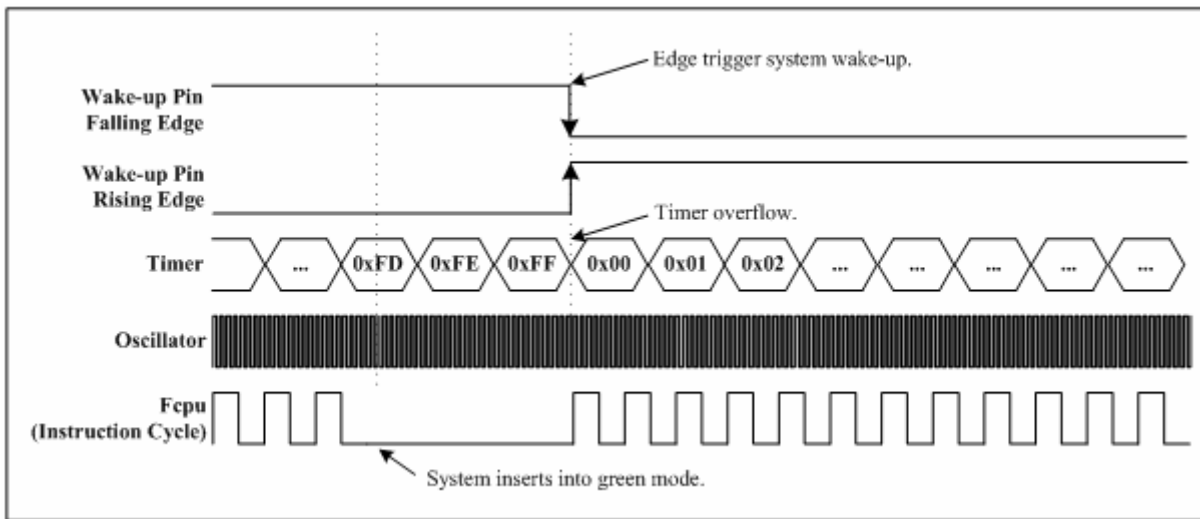 Edge trigger system wake-up.
Wake-up Pin
Falling Edge
Wake-up Pin
Rising Edge
Timer overflow.
Timer
... 0xFD 0xFE 0xFF 0x00 0x01 0x02 ... ... ... ... ...
Oscillator
Fcpu
(Instruction Cycle)
System inserts into green mode.